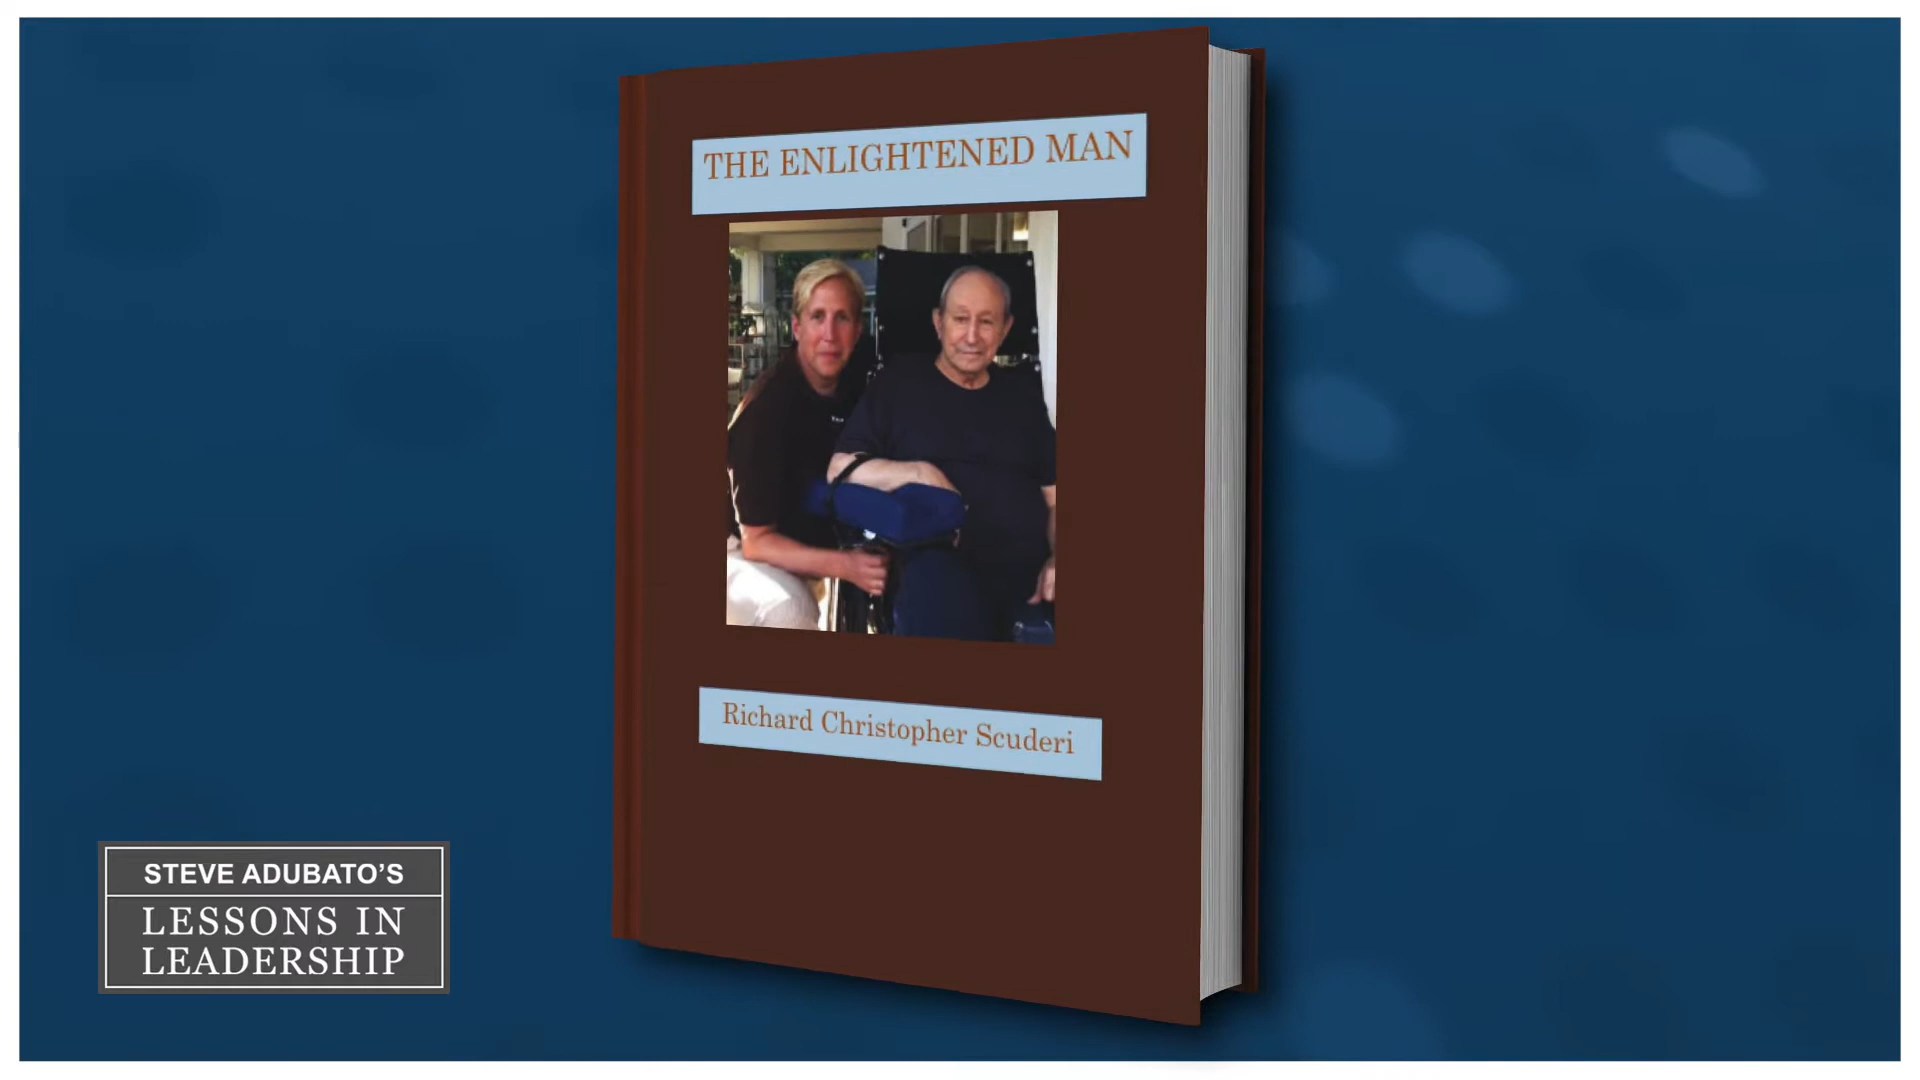 THE ENLIGHTENED MAN
Richard Christopher Scuderi
STEVE ADUBATO’S
LESSONS IN
LEADERSHIP